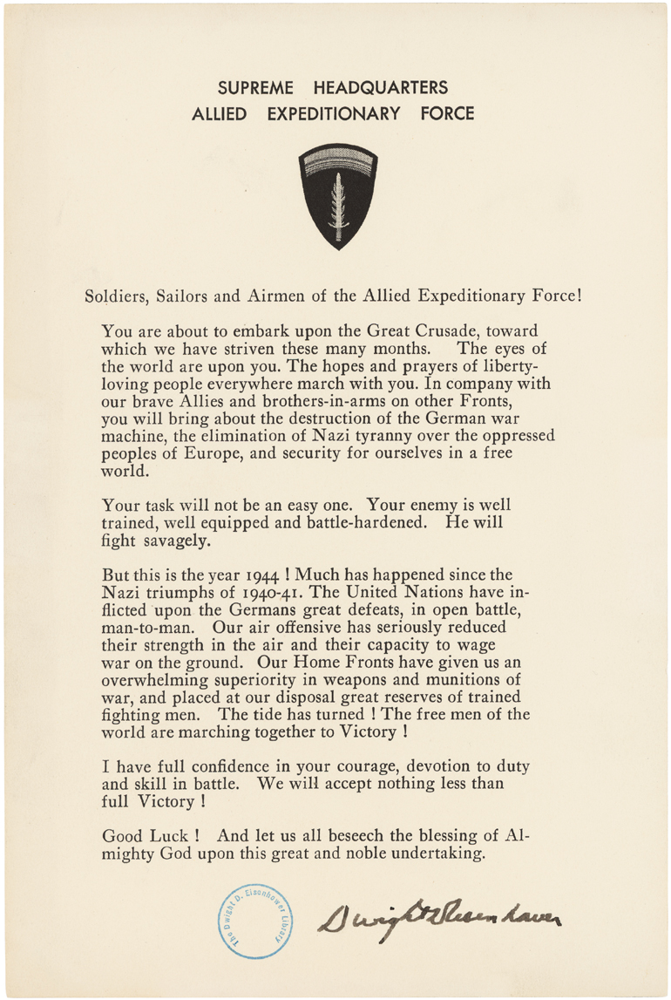 SUPREME HEADQUARTERS
ALLIED EXPEDITIONARY FORCE
Soldiers, Sailors and Airmen of the Allied Expeditionary Force!
You are about to embark upon the Great Crusade, toward
which we have striven these many months. The eyes of
the world are upon you. The hopes and prayers of liberty-
loving people everywhere march with you. In company with
our brave Allies and brothers-in-arms on other Fronts,
you will bring about the destruction of the German war
machine, the elimination of Nazi tyranny over the oppressed
peoples of Europe, and security for ourselves in a free
world.
Your task will not be an easy one. Your enemy is well
trained, well equipped and battle-hardened. He will
fight savagely.
But this is the year 1944 ! Much has happened since the
Nazi triumphs of 1940-41. The United Nations have in-
flicted upon the Germans great defeats, in open battle,
man-to-man. Our air offensive has seriously reduced
their strength in the air and their capacity to wage
war on the ground. Our Home Fronts have given us an
overwhelming superiority in weapons and munitions of
war, and placed at our disposal great reserves of trained
fighting men. The tide has turned ! The free men of the
world are marching together to Victory !
I have full confidence in your courage, devotion to duty
and skill in battle. We will accept nothing less than
full Victory !
Good Luck ! And let us all beseech the blessing of Al-
mighty God upon this great and noble undertaking.
The Dwight D. Eisenhower Library
Dwight D Eisenhower